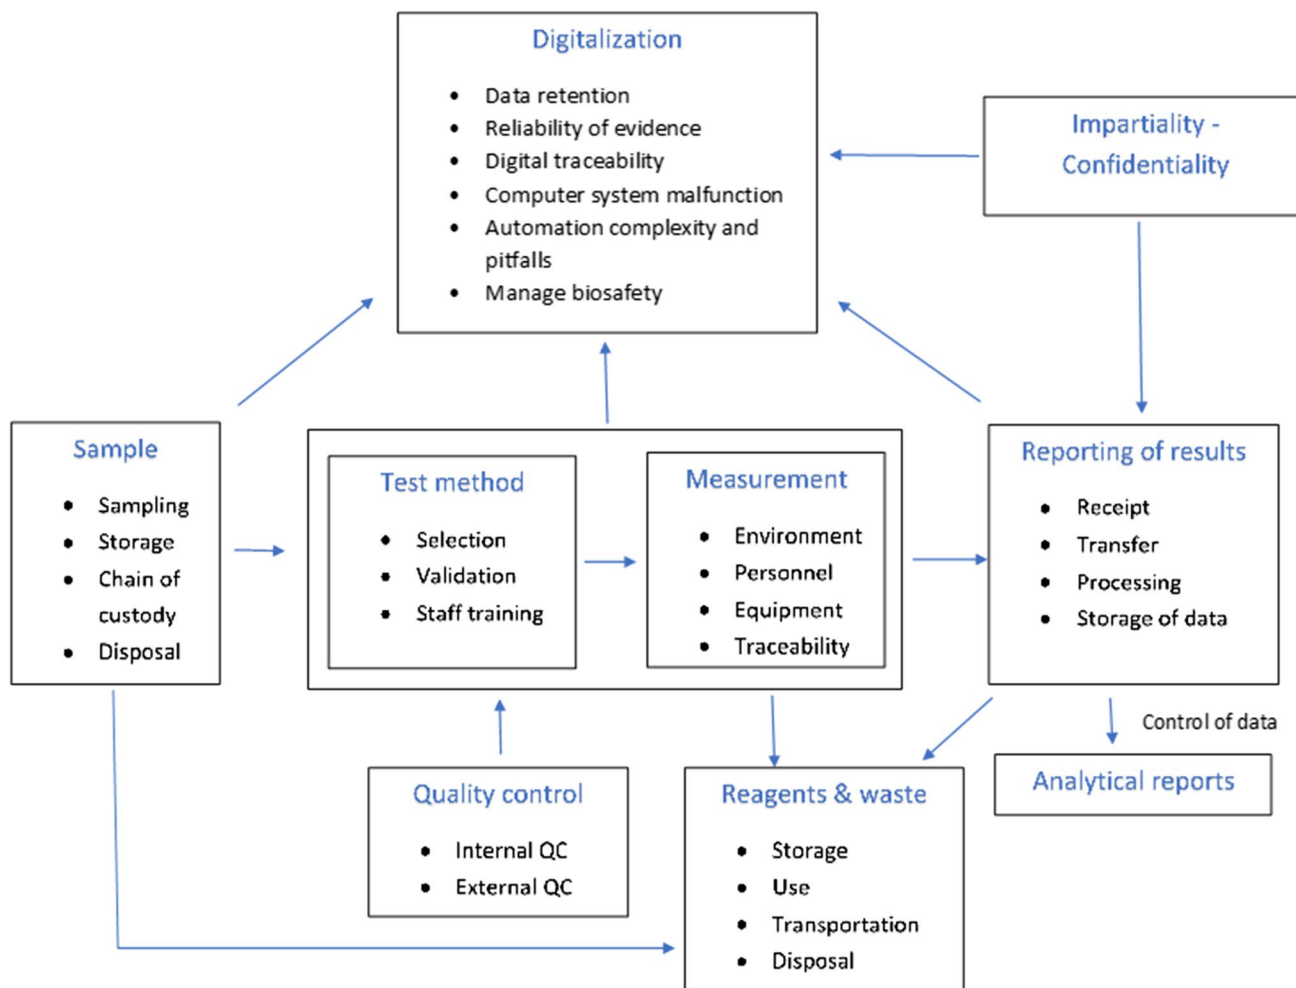 Digitalization
• Data retention
• Reliability of evidence
• Digital traceability
• Computer system malfunction
• Automation complexity and
pitfalls
• Manage biosafety
Impartiality -
Confidentiality
Sample
• Sampling
• Storage
• Chain of
custody
• Disposal
Test method
• Selection
• Validation
• Staff training
Measurement
• Environment
• Personnel
• Equipment
• Traceability
Reporting of results
• Receipt
• Transfer
• Processing
• Storage of data
Control of data
Quality control
• Internal QC
• External QC
Reagents & waste
• Storage
• Use
• Transportation
• Disposal
Analytical reports